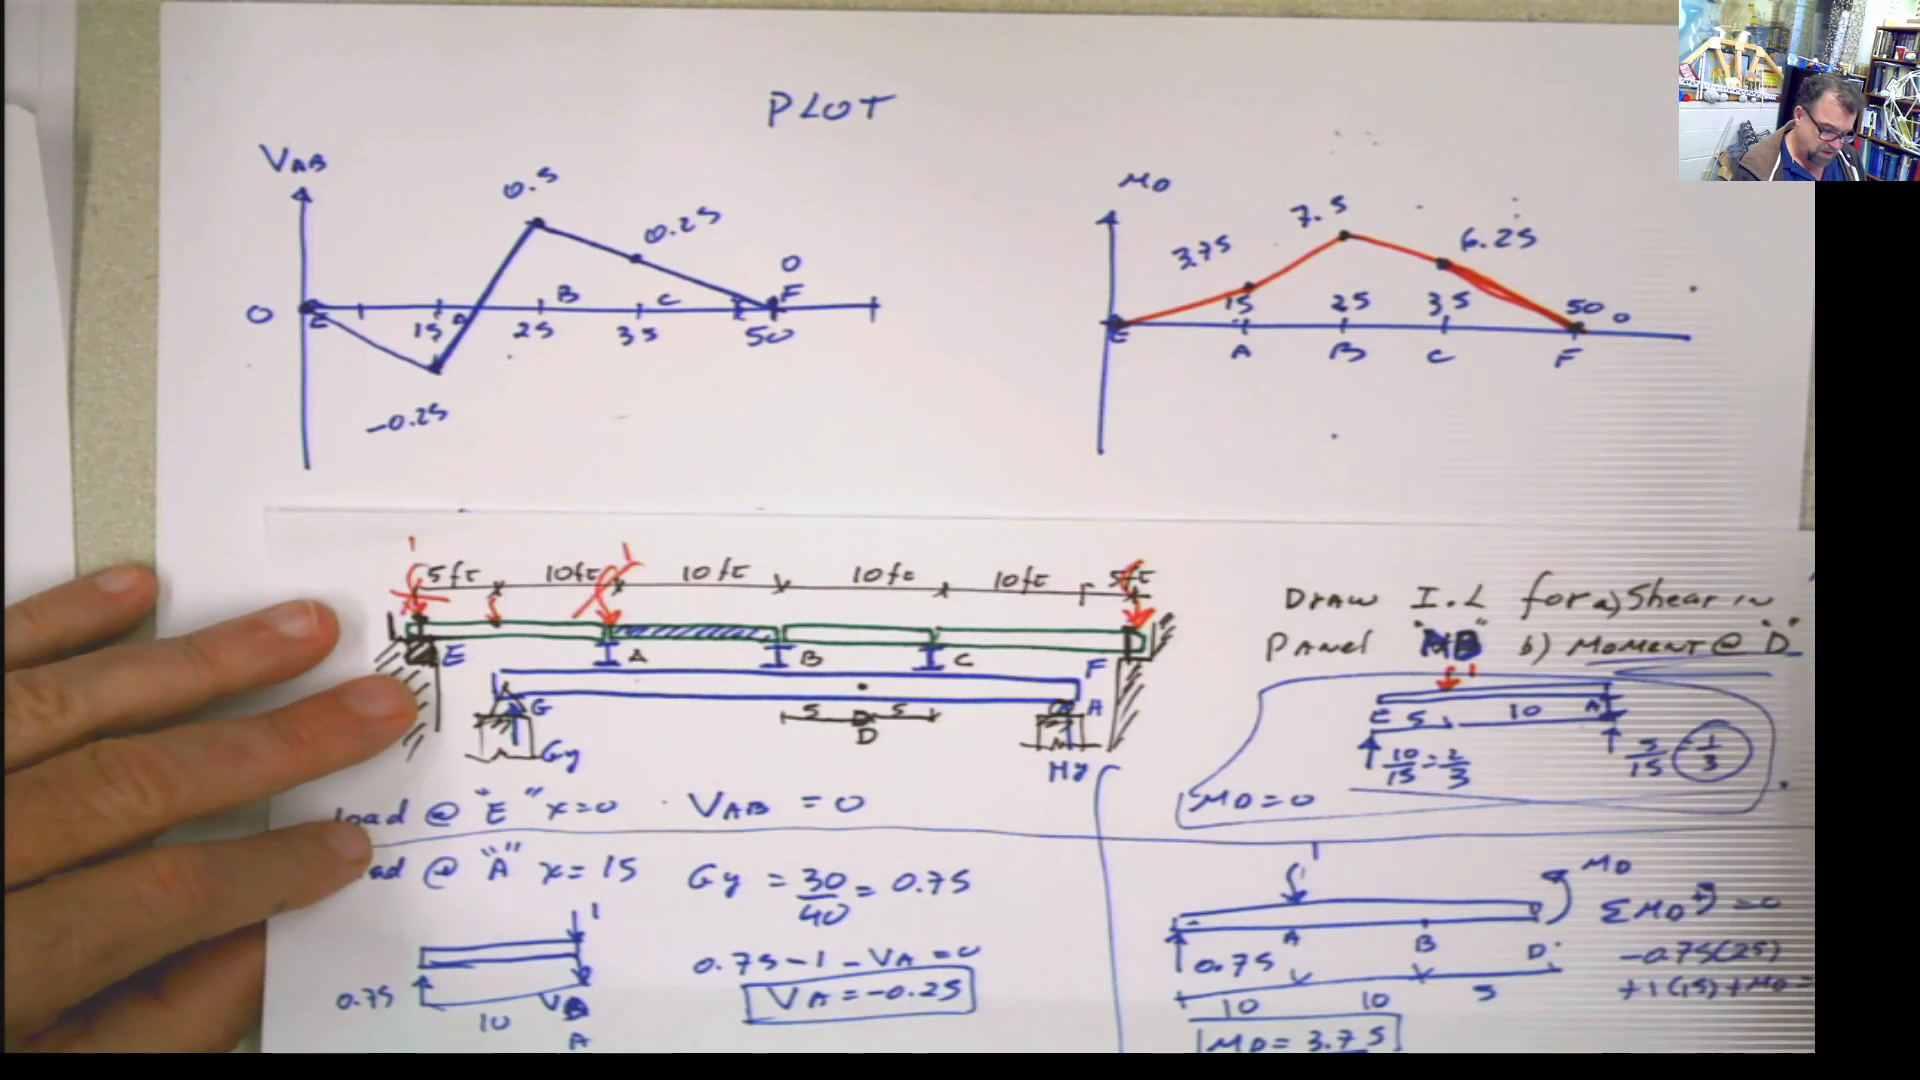 PLOT
VAB
0.5
0.25
0
O
E
15
A
25
B
35
C
F
50
-0.25
MD
3.75
7.5
6.25
15
25
35
50
0
E
A
B
C
F
5ft 10ft 10ft 10ft 10ft 5ft
E A B C F
G
Gy
5 5
D
H
Hy
Draw I.L for a) Shear in
Panel "AB" b) Moment @ "D"
1
E 5 10 A
10/15 = 2/3
5/15 1/3
MD = 0
Load @ "E" x=0 VAB = 0
@ "A" x = 15 Gy = 30/40 = 0.75
1
0.75
10
A
0.75 - 1 - VA = 0
VA = -0.25
1
MD
ΣMD = 0
A B D
0.75
10 10 5
-0.75(25)
+1(15)+MD =
MD = 3.75